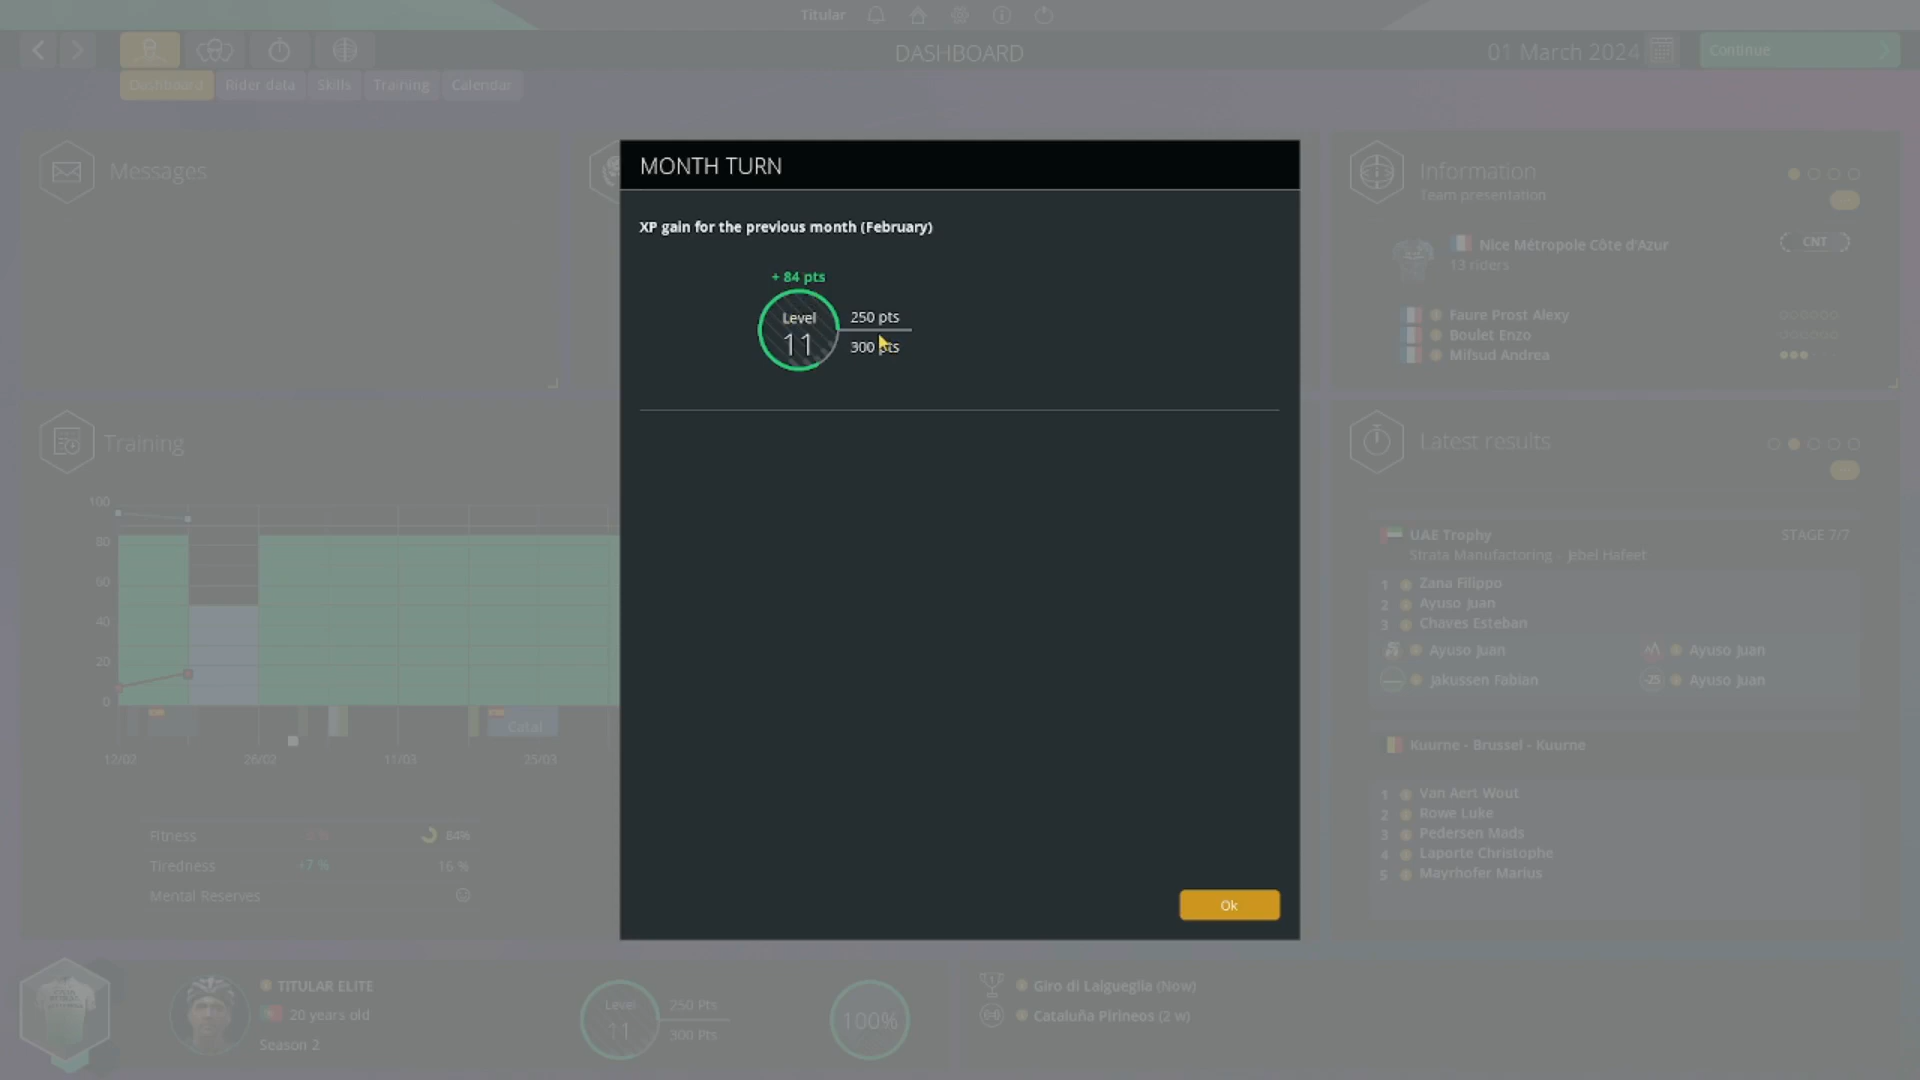 Titular
DASHBOARD
01 March 2024
Continue
Dashboard
Rider data
Skills
Training
Calendar
Messages
MONTH TURN
XP gain for the previous month (February)
+ 84 pts
Level
11
250 pts
300 pts
Ok
Information
Team presentation
Nice Métropole Côte d'Azur
13 riders
CNT
Faure Prost Alexy
Boulet Enzo
Mifsud Andrea
Training
100
80
60
40
20
0
Catal
12/02
26/02
11/03
25/03
Fitness
84%
Tiredness
+7 %
16 %
Mental Reserves
Latest results
UAE Trophy
STAGE 7/7
Strata Manufacturing - Jebel Hafeet
1 Zana Filippo
2 Ayuso Juan
3 Chaves Esteban
Ayuso Juan
Ayuso Juan
Jakussen Fabian
-25 Ayuso Juan
Kuurne - Brussel - Kuurne
1 Van Aert Wout
2 Rowe Luke
3 Pedersen Mads
4 Laporte Christophe
5 Mayrhofer Marius
TITULAR ELITE
20 years old
Season 2
Level
11
250 Pts
300 Pts
100%
Giro di Laigueglia (Now)
Cataluña Pirineos (2 w)